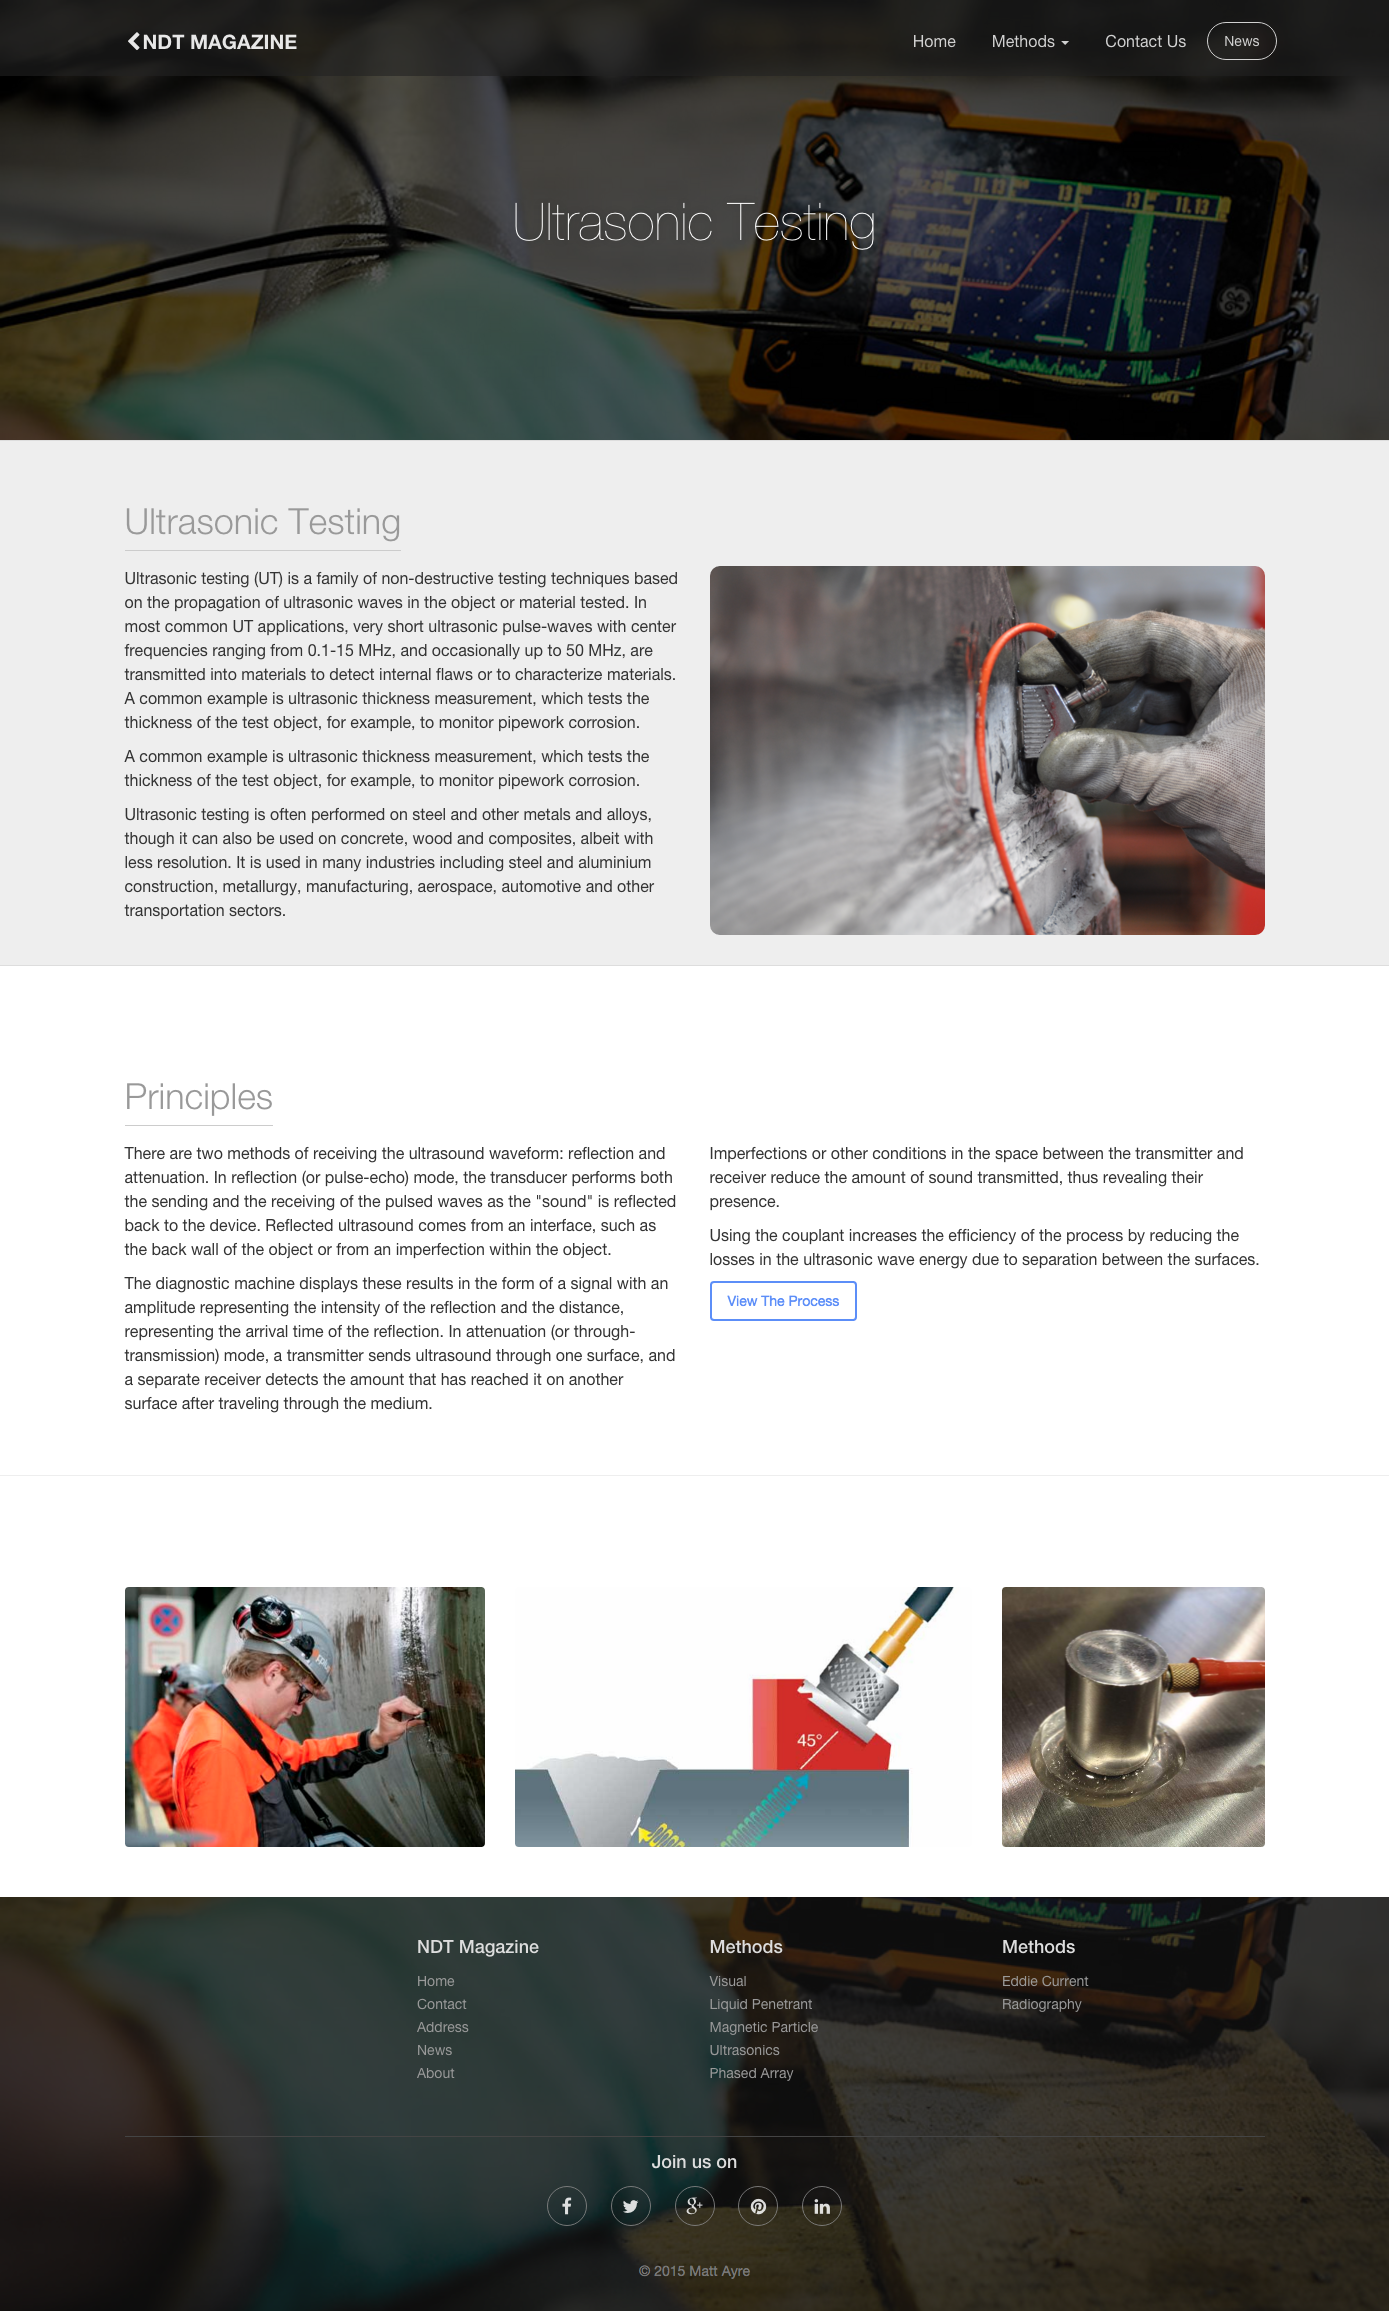 NDT MAGAZINE
Home
Methods
Contact Us
News
11.13
11.13
11.13
Ultrasonic Testing
Ultrasonic Testing
Ultrasonic testing (UT) is a family of non-destructive testing techniques based
on the propagation of ultrasonic waves in the object or material tested. In
most common UT applications, very short ultrasonic pulse-waves with center
frequencies ranging from 0.1-15 MHz, and occasionally up to 50 MHz, are
transmitted into materials to detect internal flaws or to characterize materials.
A common example is ultrasonic thickness measurement, which tests the
thickness of the test object, for example, to monitor pipework corrosion.
A common example is ultrasonic thickness measurement, which tests the
thickness of the test object, for example, to monitor pipework corrosion.
Ultrasonic testing is often performed on steel and other metals and alloys,
though it can also be used on concrete, wood and composites, albeit with
less resolution. It is used in many industries including steel and aluminium
construction, metallurgy, manufacturing, aerospace, automotive and other
transportation sectors.
Principles
There are two methods of receiving the ultrasound waveform: reflection and
attenuation. In reflection (or pulse-echo) mode, the transducer performs both
the sending and the receiving of the pulsed waves as the "sound" is reflected
back to the device. Reflected ultrasound comes from an interface, such as
the back wall of the object or from an imperfection within the object.
The diagnostic machine displays these results in the form of a signal with an
amplitude representing the intensity of the reflection and the distance,
representing the arrival time of the reflection. In attenuation (or through-
transmission) mode, a transmitter sends ultrasound through one surface, and
a separate receiver detects the amount that has reached it on another
surface after traveling through the medium.
Imperfections or other conditions in the space between the transmitter and
receiver reduce the amount of sound transmitted, thus revealing their
presence.
Using the couplant increases the efficiency of the process by reducing the
losses in the ultrasonic wave energy due to separation between the surfaces.
View The Process
45°
NDT Magazine
Home
Contact
Address
News
About
Methods
Visual
Liquid Penetrant
Magnetic Particle
Ultrasonics
Phased Array
Methods
Eddie Current
Radiography
Join us on
© 2015 Matt Ayre